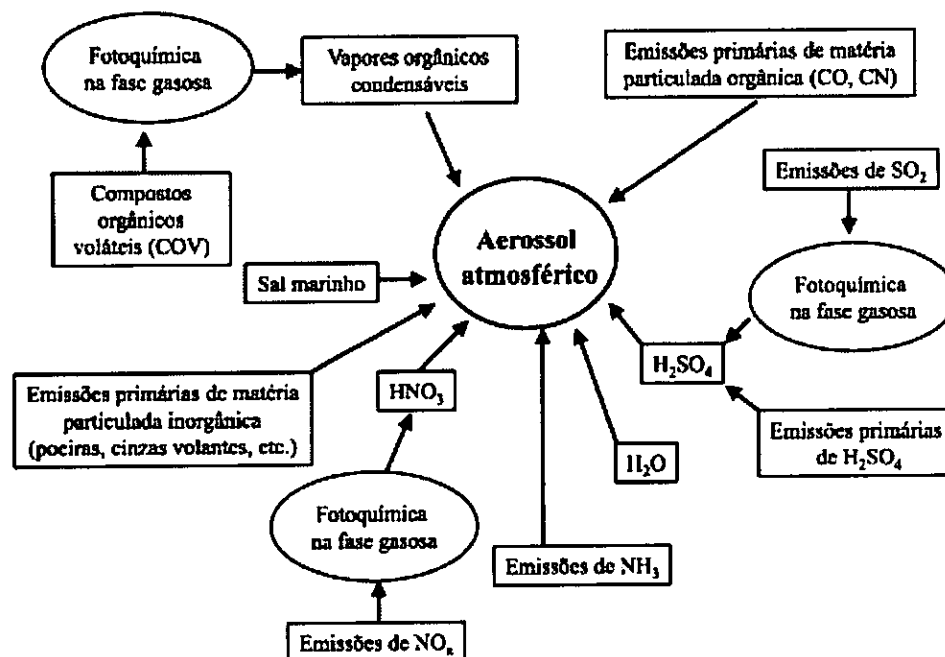 Fotoquímica
na fase gasosa
Vapores orgânicos
condensáveis
Emissões primárias de matéria
particulada orgânica (CO, CN)
Compostos
orgânicos
voláteis (COV)
Emissões de SO₂
Aerossol
atmosférico
Sal marinho
Fotoquímica
na fase gasosa
Emissões primárias de matéria
particulada inorgânica
(poeiras, cinzas volantes, etc.)
HNO₃
H₂SO₄
H₂O
Emissões primárias
de H₂SO₄
Fotoquímica
na fase gasosa
Emissões de NH₃
Emissões de NOₓ